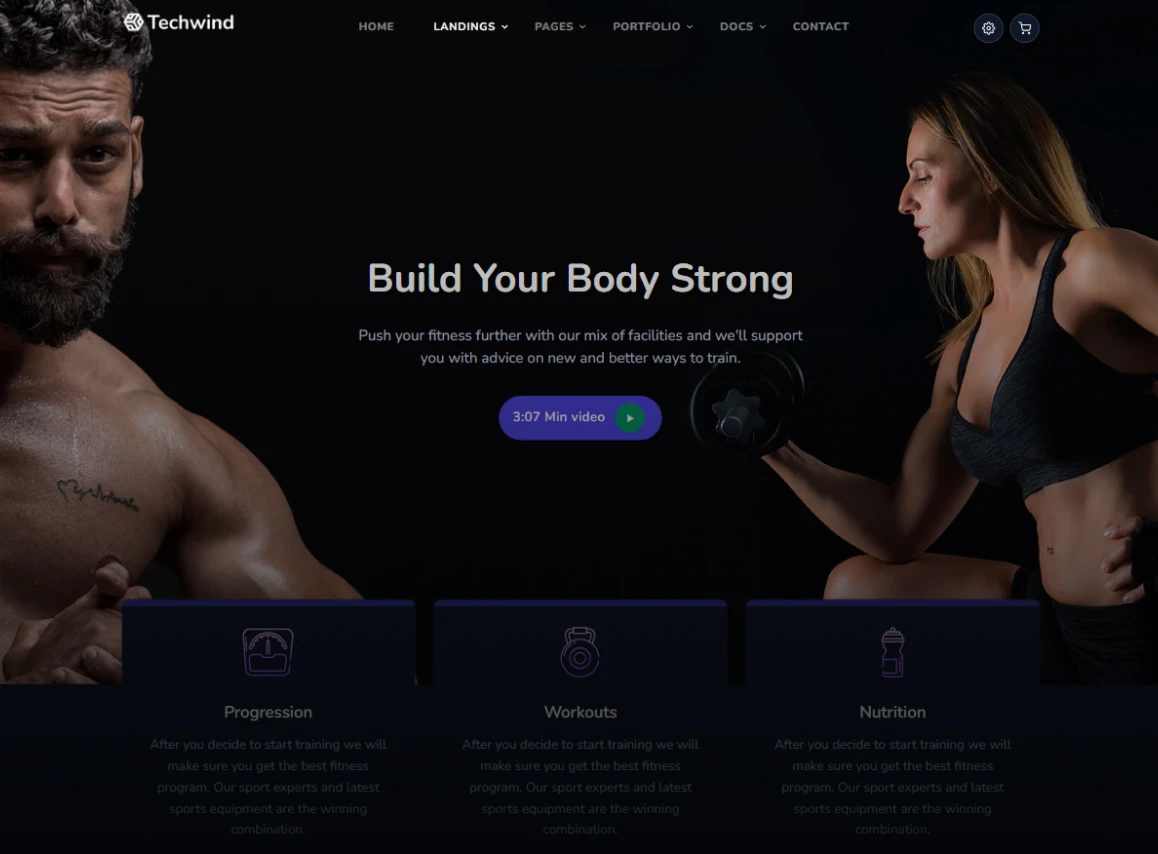 Techwind
HOME LANDINGS PAGES PORTFOLIO DOCS CONTACT
Build Your Body Strong
Push your fitness further with our mix of facilities and we'll support
you with advice on new and better ways to train.
3:07 Min video
Progression
After you decide to start training we will
make sure you get the best fitness
program. Our sport experts and latest
sports equipment are the winning
combination.
Workouts
After you decide to start training we will
make sure you get the best fitness
program. Our sport experts and latest
sports equipment are the winning
combination.
Nutrition
After you decide to start training we will
make sure you get the best fitness
program. Our sport experts and latest
sports equipment are the winning
combination.